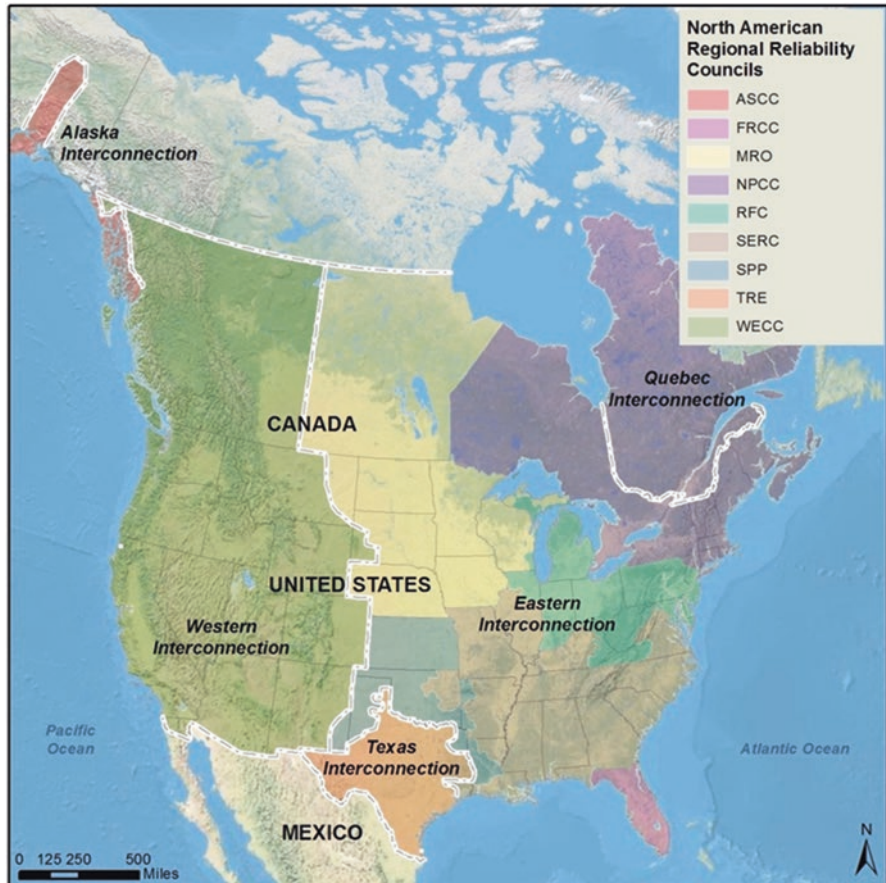 North American
Regional Reliability
Councils
ASCC
FRCC
MRO
NPCC
RFC
SERC
SPP
TRE
WECC
Alaska
Interconnection
Quebec
Interconnection
CANADA
UNITED STATES
Western
Interconnection
Eastern
Interconnection
Pacific
Ocean
Texas
Interconnection
Atlantic Ocean
MEXICO
N
0 125 250 500
Miles